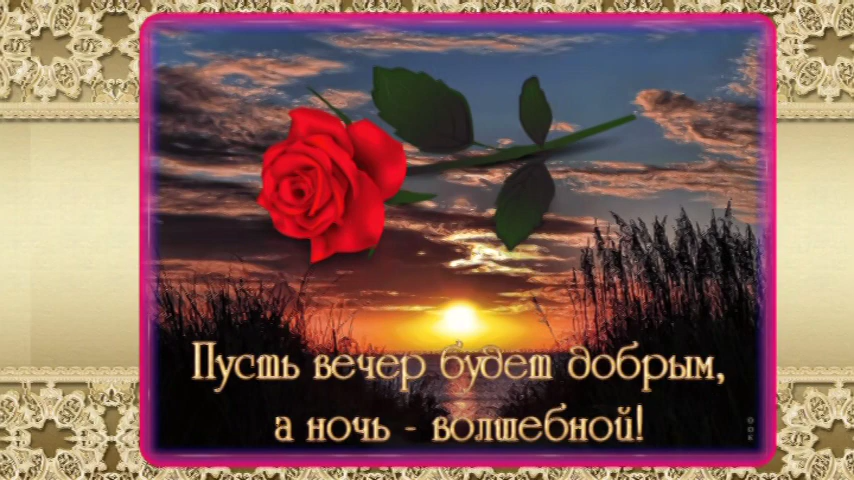 Пусть вечер будет добрым,
а ночь - волшебной!